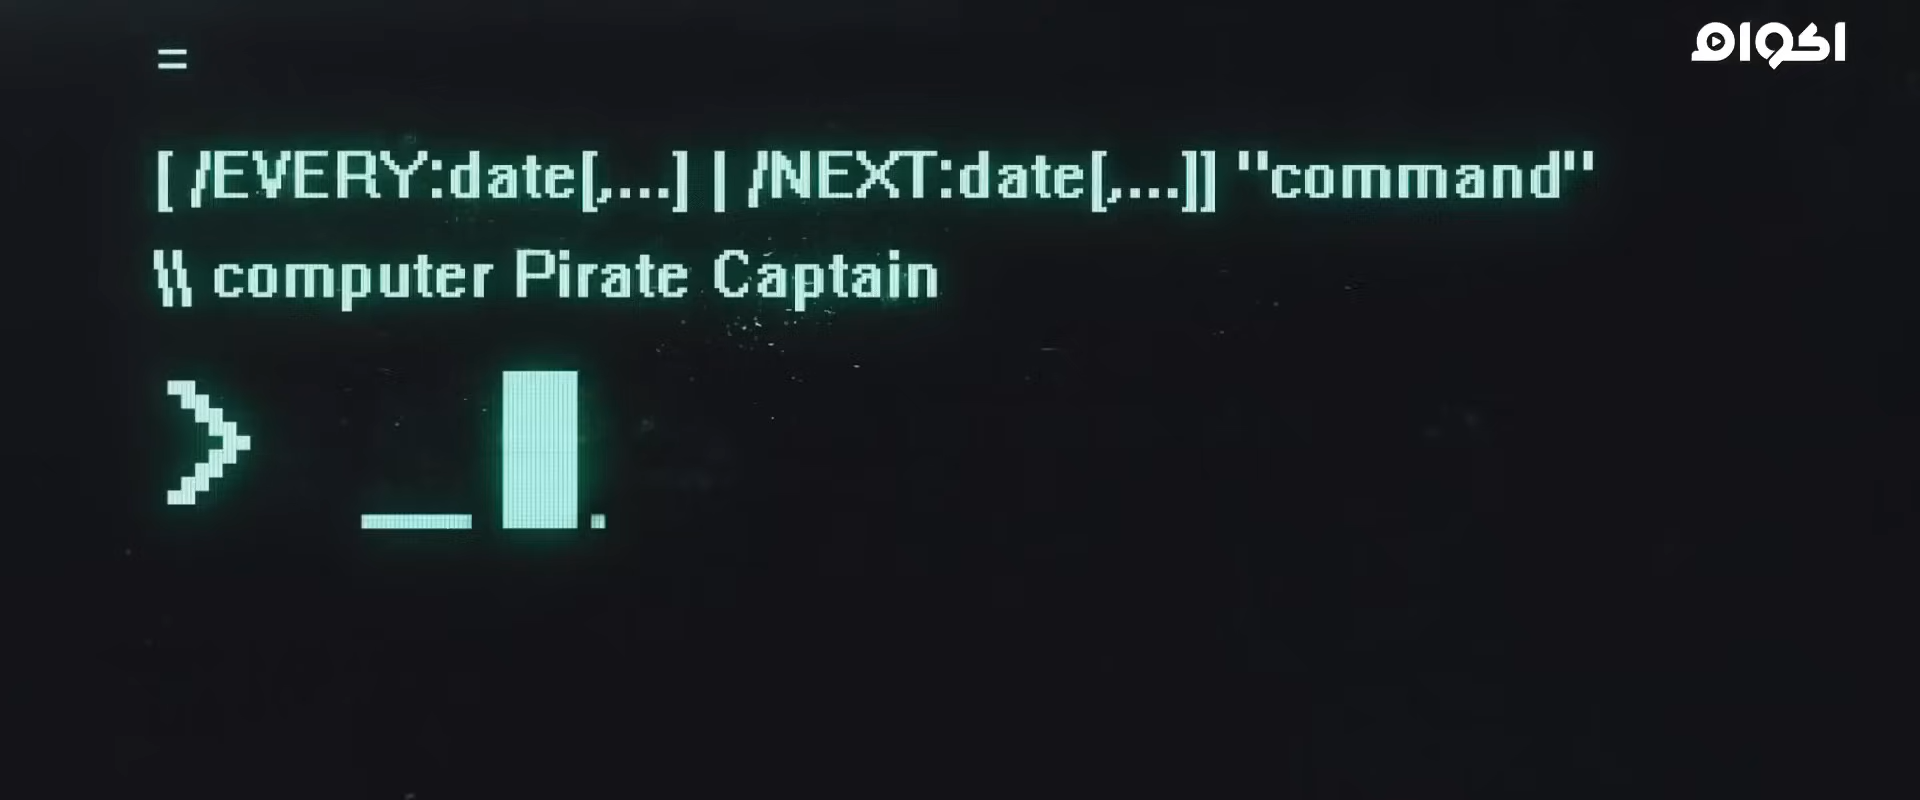 اكوام
=
[ /EVERY:date[,...] | /NEXT:date[,...]] "command"
\\ computer Pirate Captain
> _█.